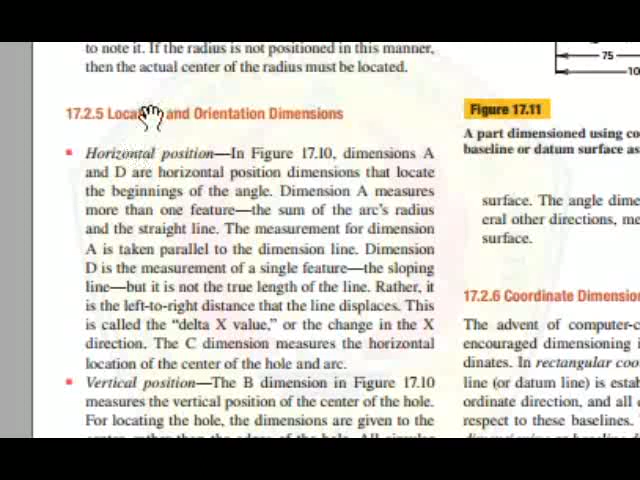 to note it. If the radius is not positioned in this manner,
then the actual center of the radius must be located.
17.2.5 and Orientation Dimensions
Horizontal position—In Figure 17.10, dimensions A
and D are horizontal position dimensions that locate
the beginnings of the angle. Dimension A measures
more than one feature—the sum of the arc's radius
and the straight line. The measurement for dimension
A is taken parallel to the dimension line. Dimension
D is the measurement of a single feature—the sloping
line—but it is not the true length of the line. Rather, it
is the left-to-right distance that the line displaces. This
is called the "delta X value," or the change in the X
direction. The C dimension measures the horizontal
location of the center of the hole and arc.
Vertical position—The B dimension in Figure 17.10
measures the vertical position of the center of the hole.
For locating the hole, the dimensions are given to the
75
10
Figure 17.11
A part dimensioned using co
baseline or datum surface as
surface. The angle dime
eral other directions, me
surface.
17.2.6 Coordinate Dimension
The advent of computer-c
encouraged dimensioning i
dinates. In rectangular coo
line (or datum line) is estab
ordinate direction, and all d
respect to these baselines.